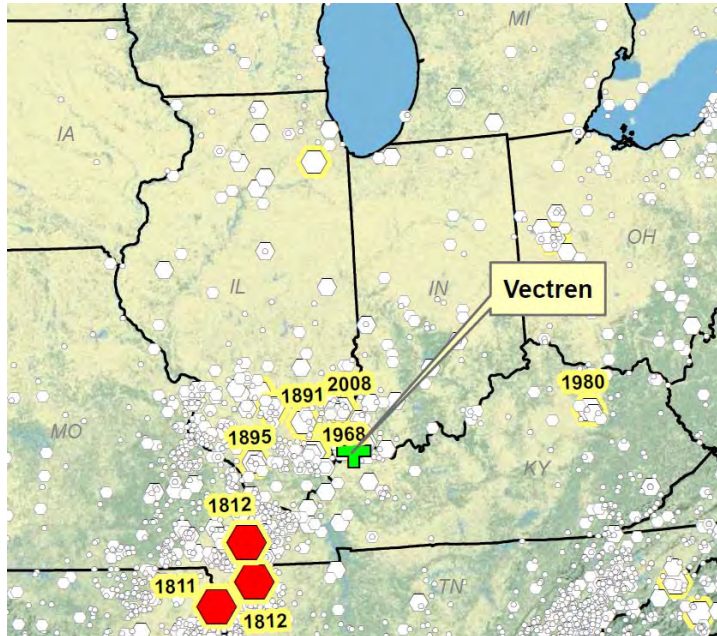 MI
IA
OH
IL
IN
Vectren
1891
2008
1980
MO
1895
1968
KY
1812
1811
TN
1812